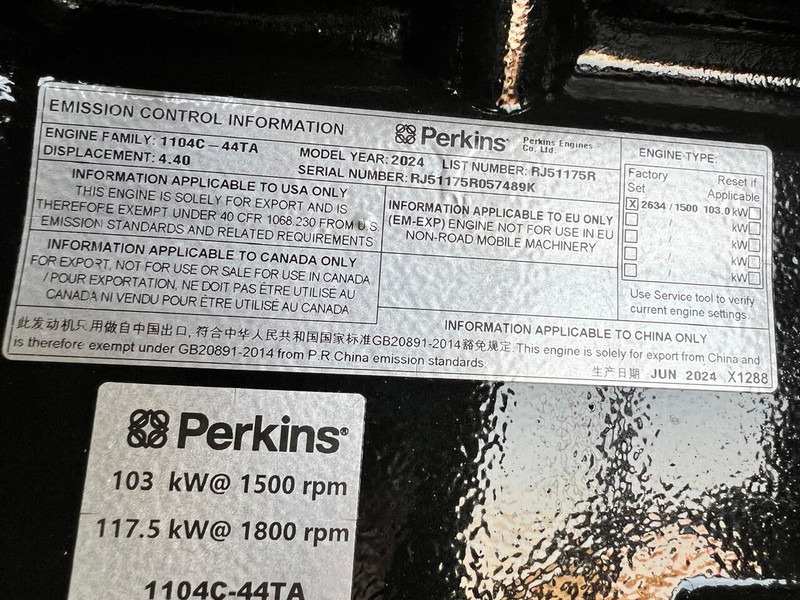 EMISSION CONTROL INFORMATION
Perkins®
Perkins Engines
Co. Ltd.
ENGINE FAMILY: 1104C-44TA
DISPLACEMENT: 4.40
MODEL YEAR: 2024 LIST NUMBER: RJ51175R
SERIAL NUMBER: RJ51175R057489K
INFORMATION APPLICABLE TO USA ONLY
THIS ENGINE IS SOLELY FOR EXPORT AND IS
THEREFOFE EXEMPT UNDER 40 CFR 1068.230 FROM U.S.
EMISSION STANDARDS AND RELATED REQUIREMENTS
INFORMATION APPLICABLE TO CANADA ONLY
FOR EXPORT, NOT FOR USE OR SALE FOR USE IN CANADA
/ POUR EXPORTATION, NE DOIT PAS ÊTRE UTILISÉ AU
CANADA NI VENDU POUR ÊTRE UTILISÉ AU CANADA
INFORMATION APPLICABLE TO EU ONLY
(EM-EXP) ENGINE NOT FOR USE IN EU
NON-ROAD MOBILE MACHINERY
ENGINE TYPE:
Factory Reset if
Set Applicable
X 2634 / 1500 103.0 kW
/ kW
/ kW
/ kW
/ kW
Use Service tool to verify
current engine settings.
INFORMATION APPLICABLE TO CHINA ONLY
此发动机只用做自中国出口, 符合中华人民共和国国家标准GB20891-2014豁免规定. This engine is solely for export from China and
is therefore exempt under GB20891-2014 from P.R.China emission standards.
生产日期 JUN 2024 X1288
Perkins®
103 kW@ 1500 rpm
117.5 kW@ 1800 rpm
1104C-44TA